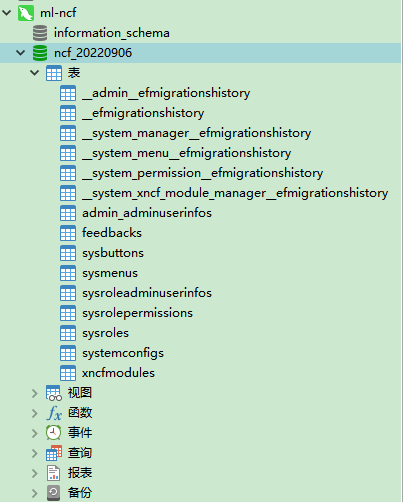 ml-ncf
information_schema
ncf_20220906
表
__admin__efmigrationshistory
__efmigrationshistory
__system_manager__efmigrationshistory
__system_menu__efmigrationshistory
__system_permission__efmigrationshistory
__system_xncf_module_manager__efmigrationshistory
admin_adminuserinfos
feedbacks
sysbuttons
sysmenus
sysroleadminuserinfos
sysrolepermissions
sysroles
systemconfigs
xncfmodules
视图
fx 函数
事件
查询
报表
备份